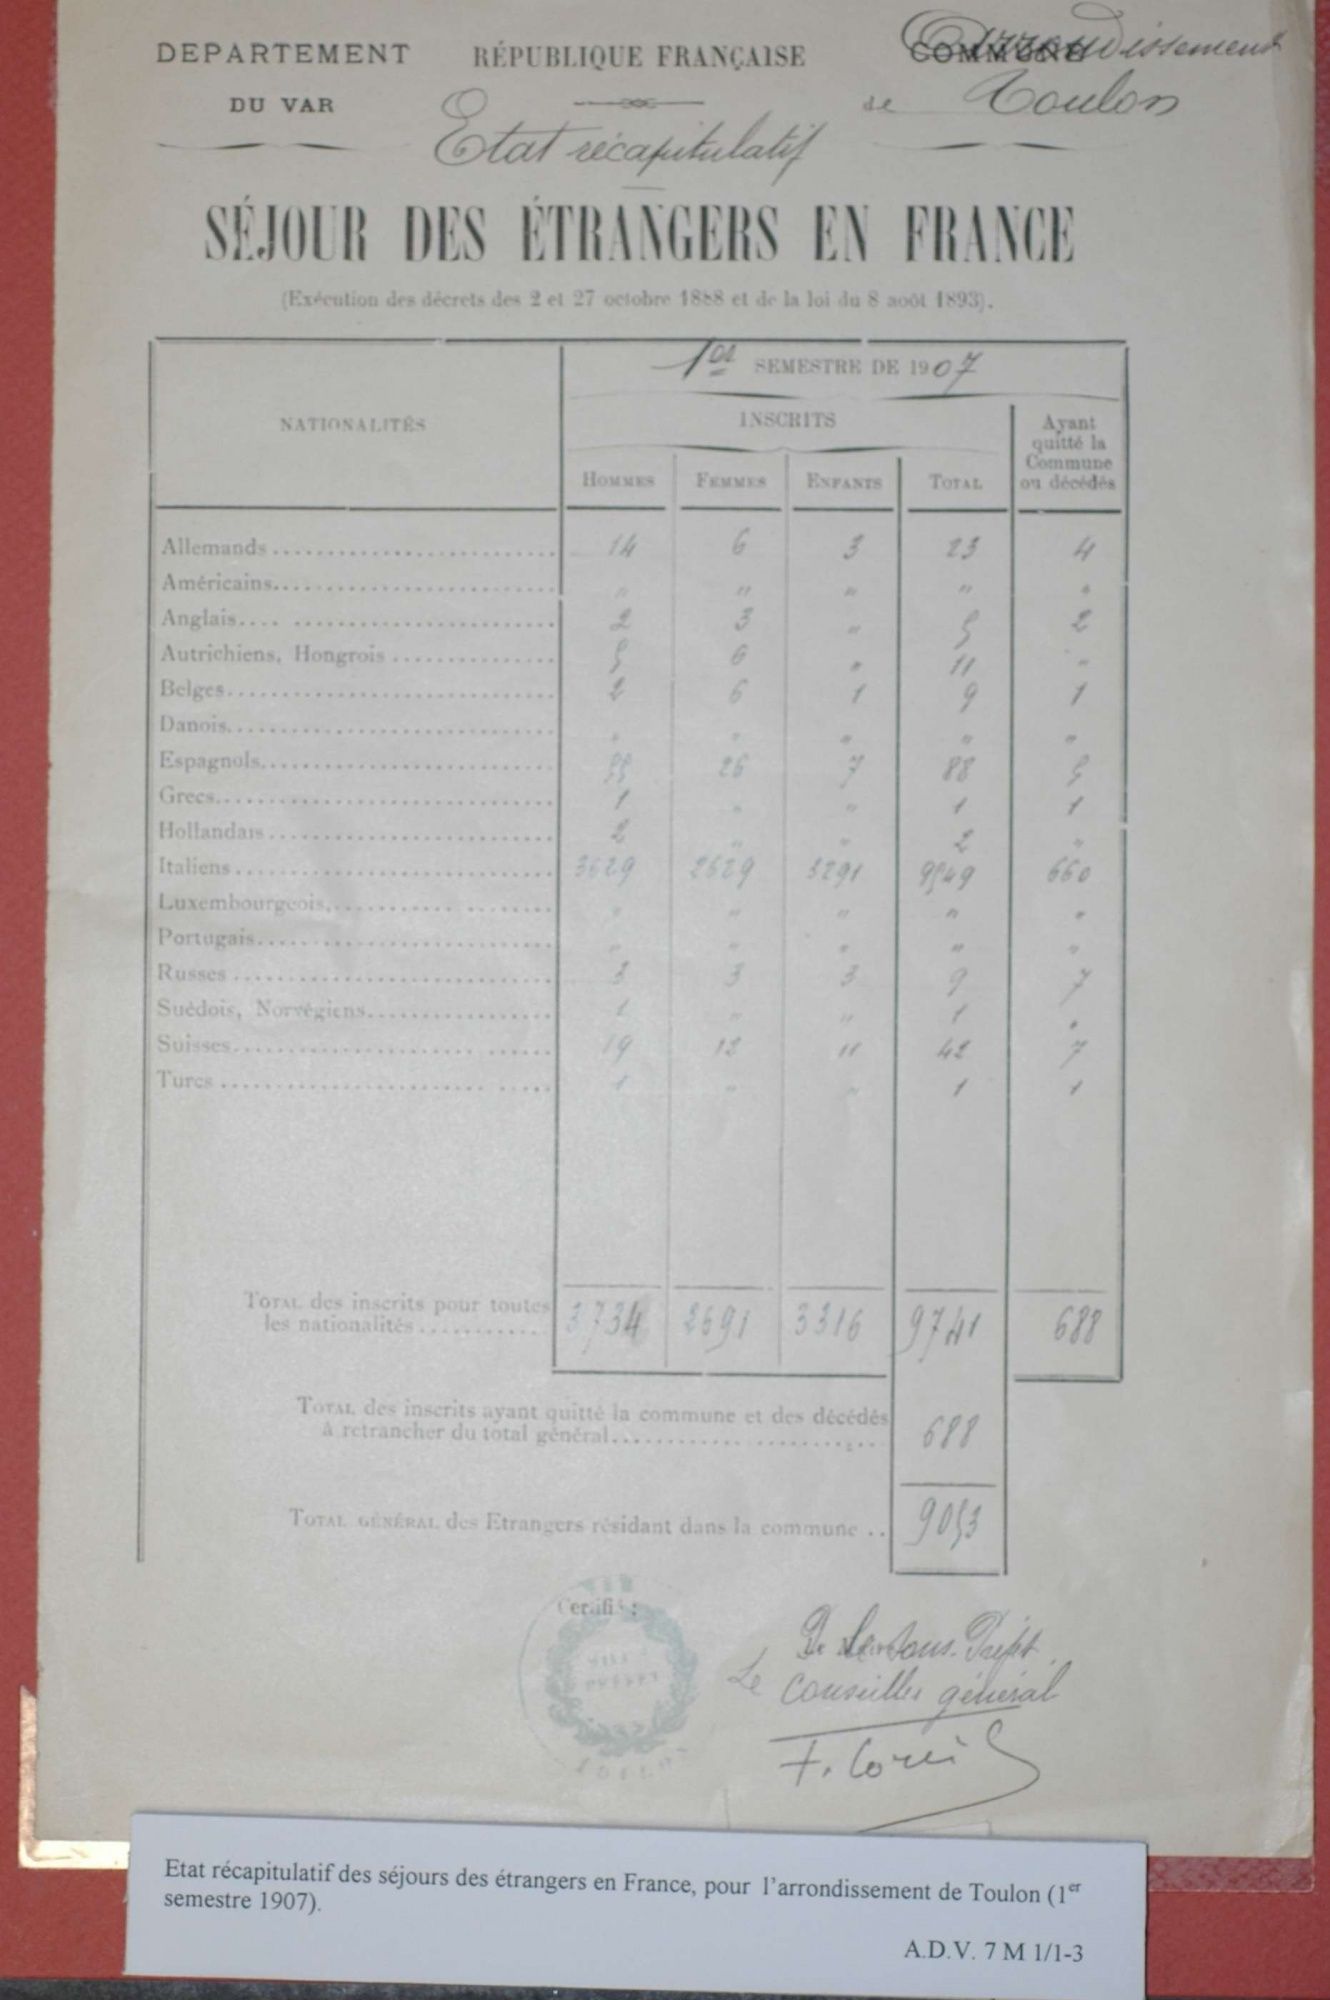 DEPARTEMENT RÉPUBLIQUE FRANÇAISE COMMUNE Arrondissement
DU VAR de Toulon
Etat récapitulatif
SÉJOUR DES ÉTRANGERS EN FRANCE
(Exécution des décrets des 2 et 27 octobre 1888 et de la loi du 8 août 1893).
1er SEMESTRE DE 1907
NATIONALITÉS INSCRITS Ayant quitté la Commune ou décédés
HOMMES FEMMES ENFANTS TOTAL
Allemands 14 6 3 23 4
Américains " " " " "
Anglais 2 3 " 5 2
Autrichiens, Hongrois 5 6 " 11 "
Belges 2 6 1 9 1
Danois " " " " "
Espagnols 55 26 7 88 5
Grecs 1 " " 1 1
Hollandais 2 " " 2 "
Italiens 3629 2629 3291 9549 660
Luxembourgeois " " " " "
Portugais " " " " "
Russes 3 3 3 9 7
Suédois, Norvégiens 1 " " 1 "
Suisses 19 12 11 42 7
Turcs 1 " " 1 1
TOTAL des inscrits pour toutes
les nationalités 3734 2691 3316 9741 688
TOTAL des inscrits ayant quitté la commune et des décédés
à retrancher du total général 688
TOTAL GÉNÉRAL des Etrangers résidant dans la commune .. 9053
Certifié :
Le Sous-Préfet
Le Conseiller général
Etat récapitulatif des séjours des étrangers en France, pour l'arrondissement de Toulon (1er
semestre 1907).
A.D.V. 7 M 1/1-3